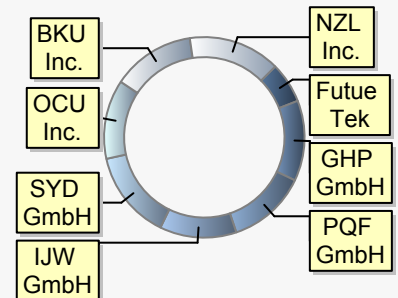 BKU
Inc.
NZL
Inc.
OCU
Inc.
Futue
Tek
GHP
GmbH
SYD
GmbH
PQF
GmbH
IJW
GmbH